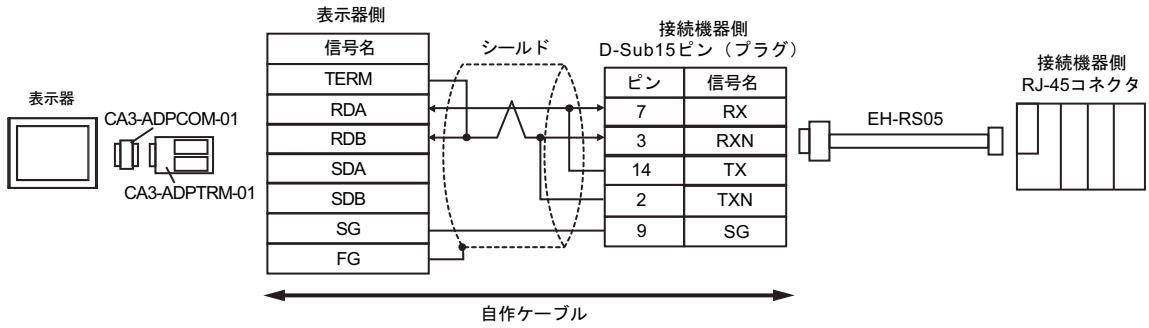 表示器
CA3-ADPCOM-01
CA3-ADPTRM-01
表示器側
信号名
TERM
RDA
RDB
SDA
SDB
SG
FG
シールド
接続機器側
D-Sub15ピン（プラグ）
ピン 信号名
7 RX
3 RXN
14 TX
2 TXN
9 SG
EH-RS05
接続機器側
RJ-45コネクタ
自作ケーブル